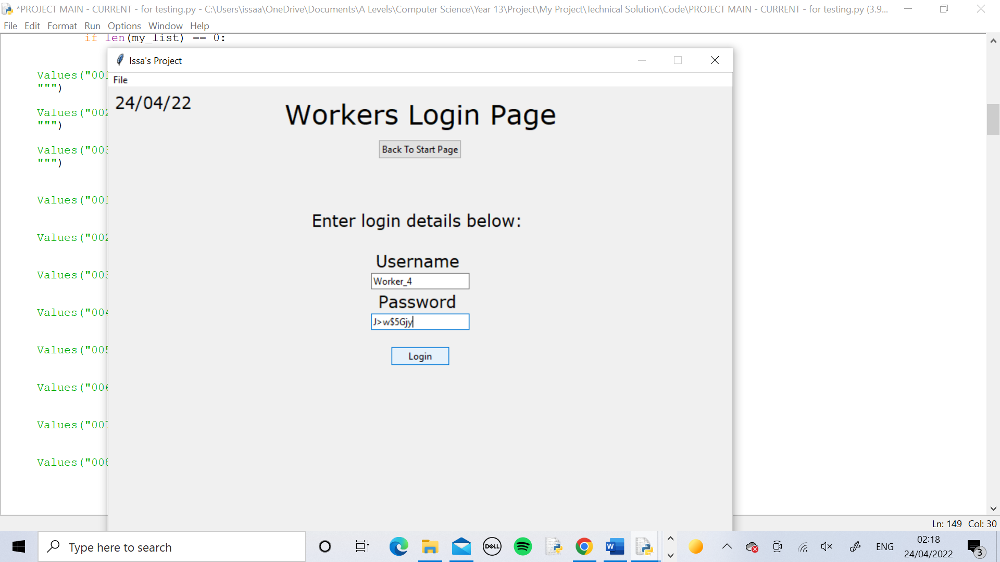 *PROJECT MAIN - CURRENT - for testing.py - C:\Users\issaa\OneDrive\Documents\A Levels\Computer Science\Year 13\Project\My Project\Technical Solution\Code\PROJECT MAIN - CURRENT - for testing.py (3.9...
File Edit Format Run Options Window Help
if len(my_list) == 0:
Issa's Project
File
24/04/22
Workers Login Page
Back To Start Page
Enter login details below:
Username
Worker_4
Password
J>w$5Gjy
Login
Values("001
""")
Values("002
""")
Values("003
""")
Values("001
Values("002
Values("003
Values("004
Values("005
Values("006
Values("007
Values("008
Ln: 149 Col: 30
Type here to search
DELL
W
ENG
02:18
24/04/2022
3